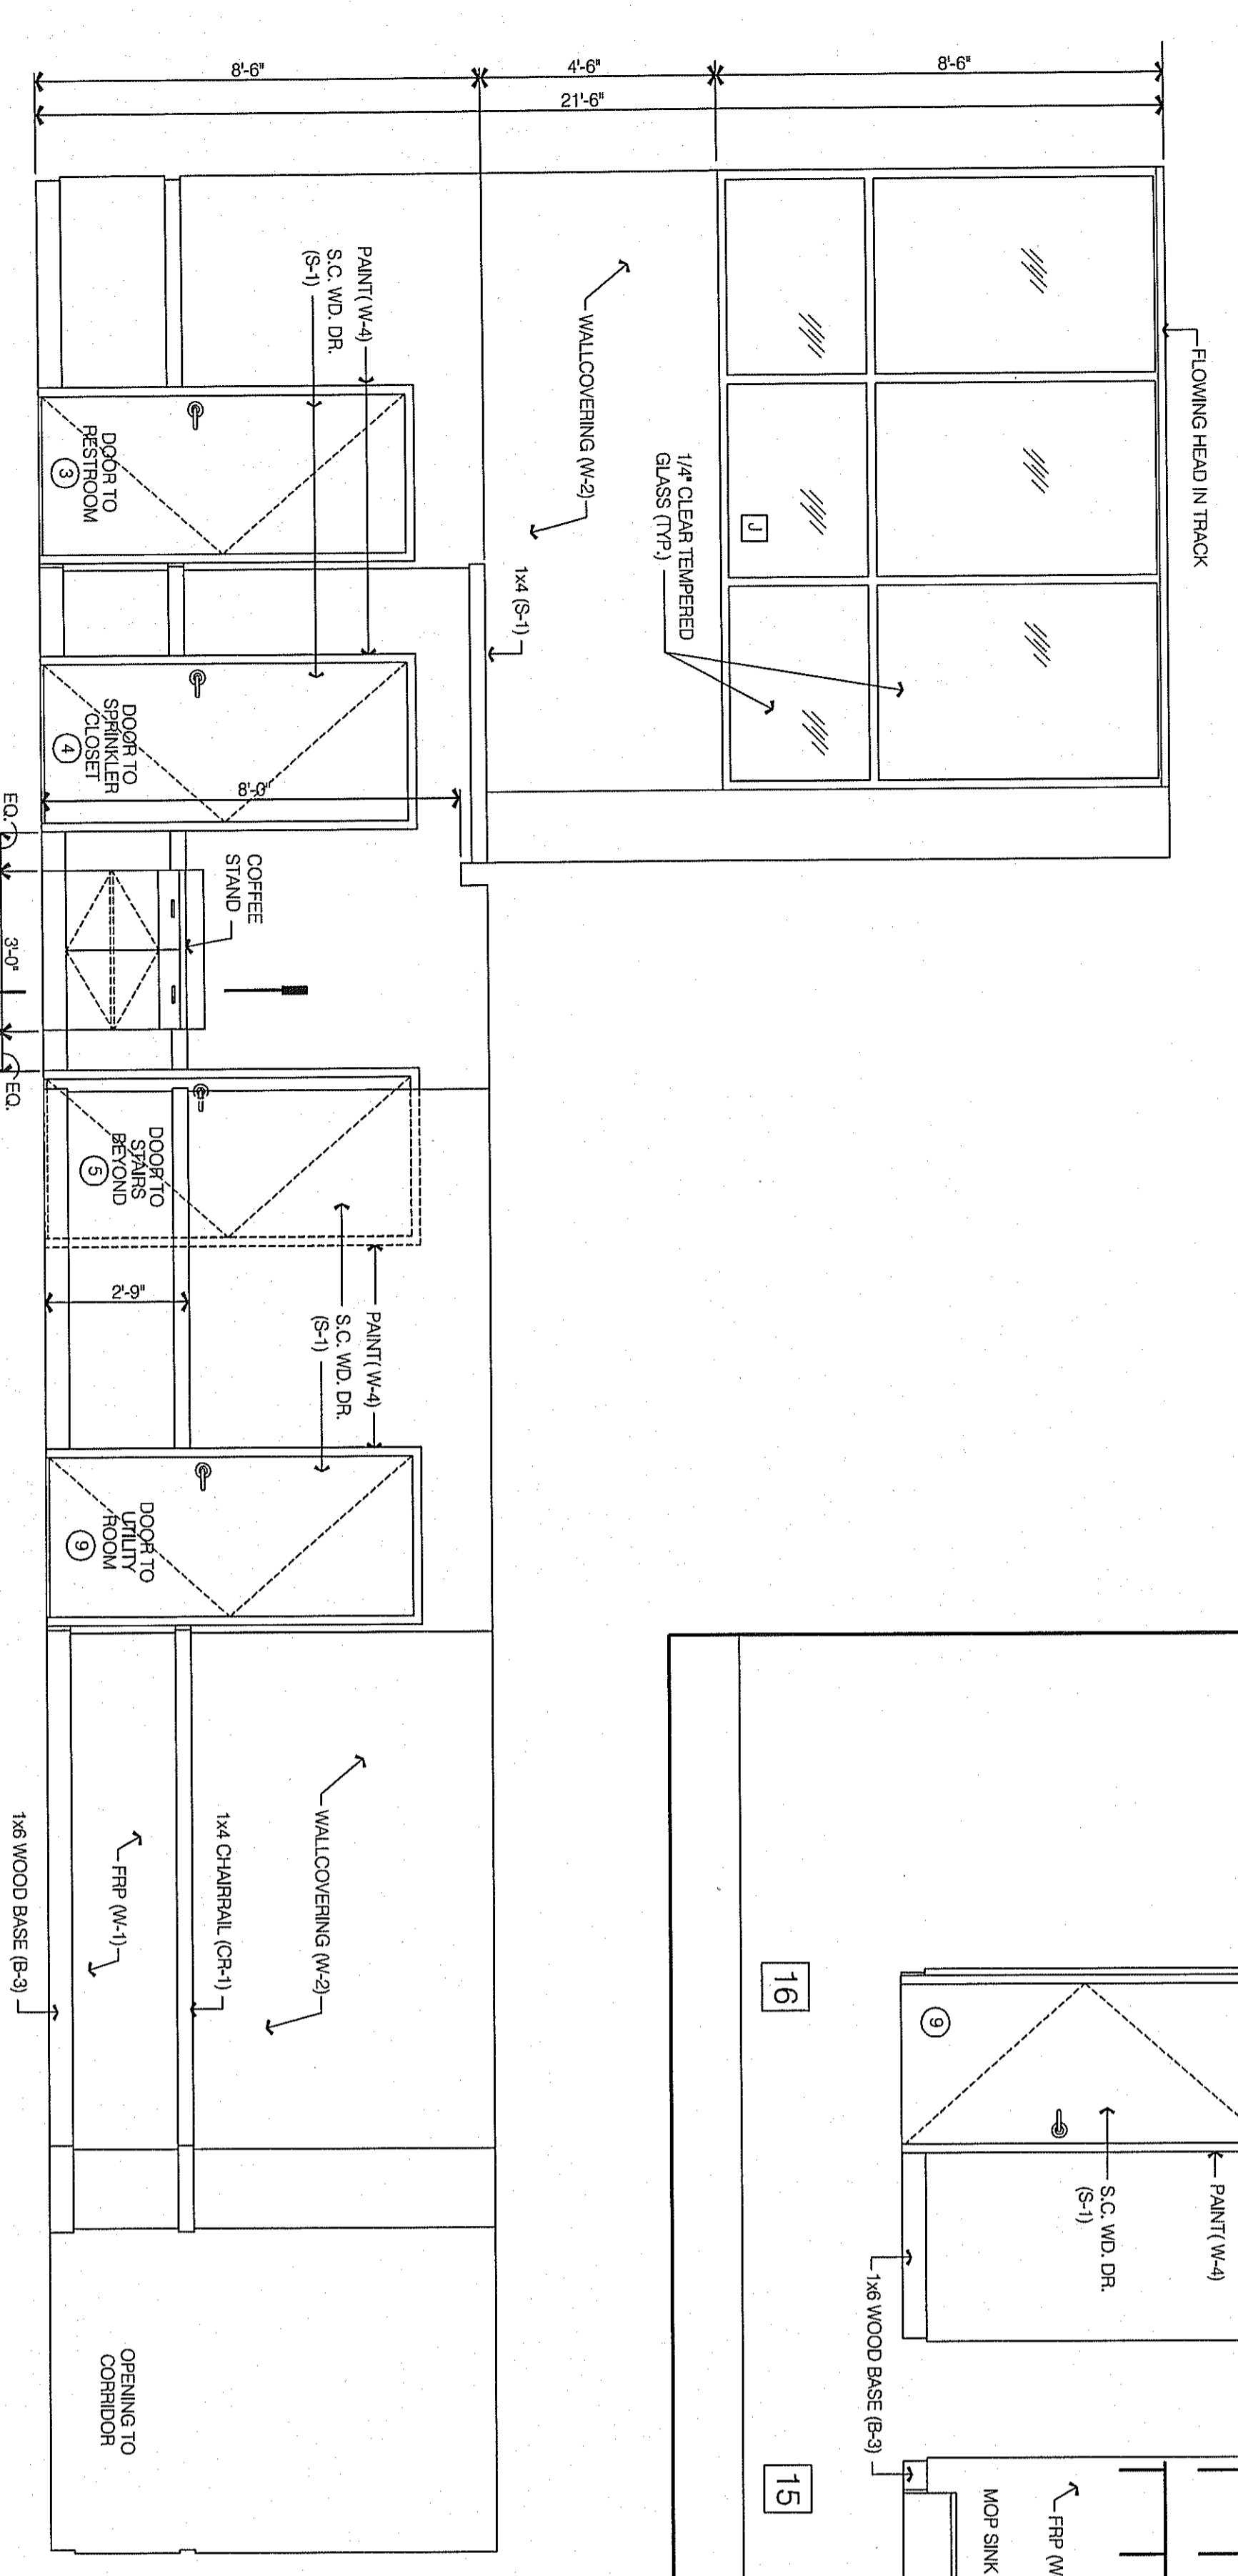 FLOWING HEAD IN TRACK
8'-6"
4'-6"
8'-6"
21'-6"
J
1/4" CLEAR TEMPERED
GLASS (TYP.)
WALLCOVERING (W-2)
1x4 (S-1)
PAINT( W-4)
S.C. WD. DR.
(S-1)
DOOR TO
RESTROOM
3
DOOR TO
SPRINKLER
CLOSET
4
8'-0"
COFFEE
STAND
EQ.
3'-0"
EQ.
DOOR TO
STAIRS
BEYOND
5
2'-9"
PAINT( W-4)
S.C. WD. DR.
(S-1)
DOOR TO
UTILITY
ROOM
9
WALLCOVERING (W-2)
1x4 CHAIRRAIL (CR-1)
FRP (W-1)
1x6 WOOD BASE (B-3)
OPENING TO
CORRIDOR
9
PAINT( W-4)
S.C. WD. DR.
(S-1)
1x6 WOOD BASE (B-3)
FRP (W
MOP SINK
16
15